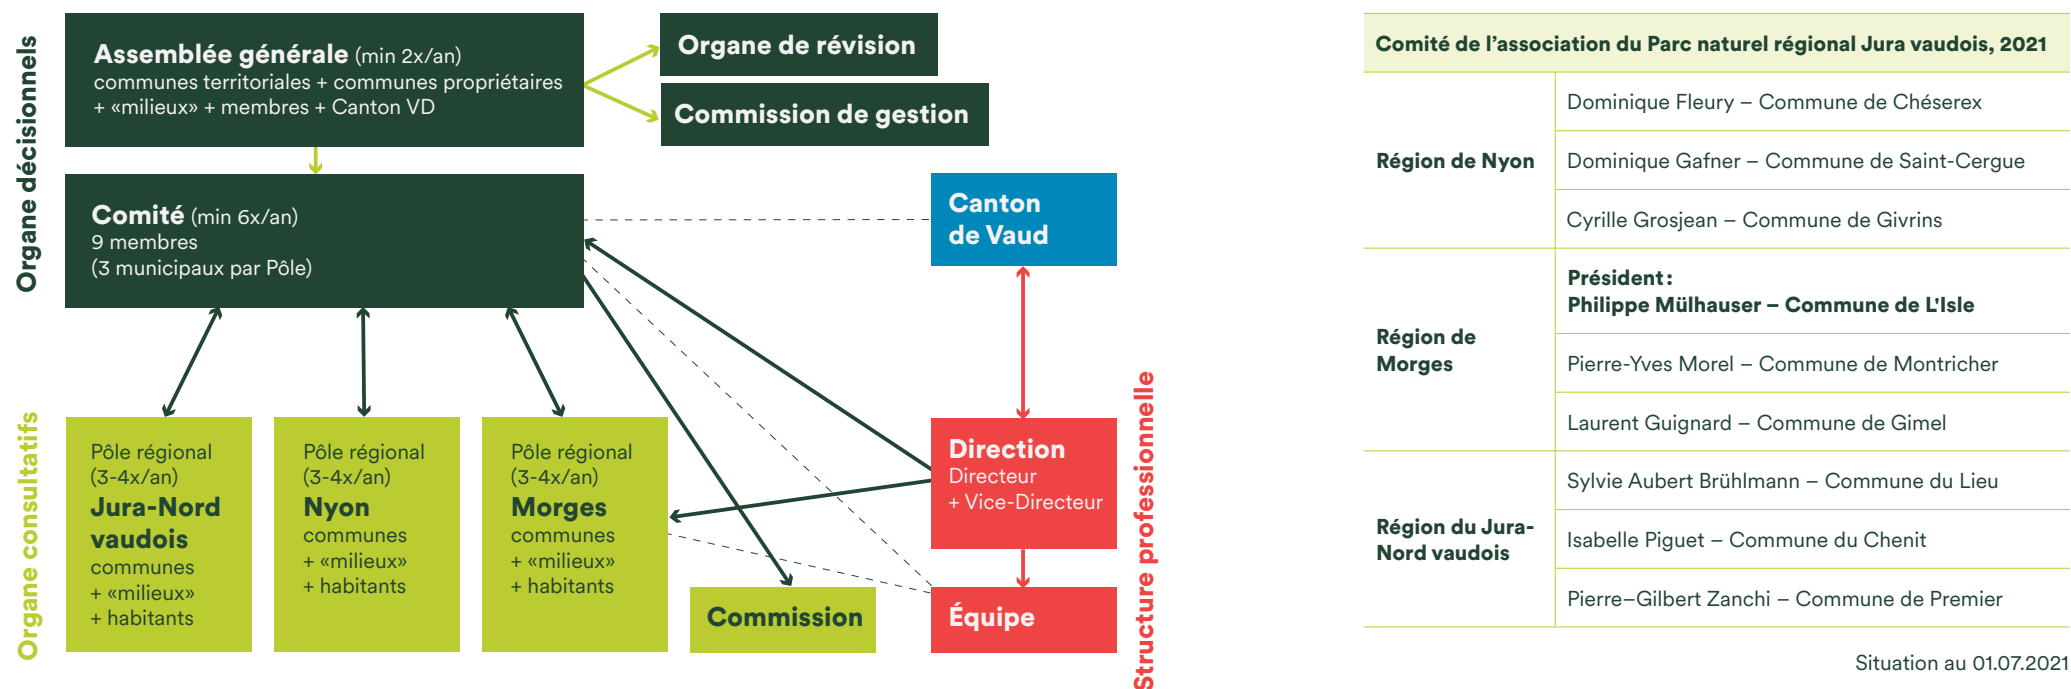 Organe décisionnels
Assemblée générale (min 2x/an)
communes territoriales + communes propriétaires
+ «milieux» + membres + Canton VD
Organe de révision
Commission de gestion
Comité (min 6x/an)
9 membres
(3 municipaux par Pôle)
Canton
de Vaud
Organe consultatifs
Pôle régional
(3-4x/an)
Jura-Nord
vaudois
communes
+ «milieux»
+ habitants
Pôle régional
(3-4x/an)
Nyon
communes
+ «milieux»
+ habitants
Pôle régional
(3-4x/an)
Morges
communes
+ «milieux»
+ habitants
Commission
Direction
Directeur
+ Vice-Directeur
Équipe
Structure professionnelle
Comité de l’association du Parc naturel régional Jura vaudois, 2021
Région de Nyon
Dominique Fleury – Commune de Chéserex
Dominique Gafner – Commune de Saint-Cergue
Cyrille Grosjean – Commune de Givrins
Région de
Morges
Président :
Philippe Mülhauser – Commune de L'Isle
Pierre-Yves Morel – Commune de Montricher
Laurent Guignard – Commune de Gimel
Région du Jura-
Nord vaudois
Sylvie Aubert Brühlmann – Commune du Lieu
Isabelle Piguet – Commune du Chenit
Pierre–Gilbert Zanchi – Commune de Premier
Situation au 01.07.2021